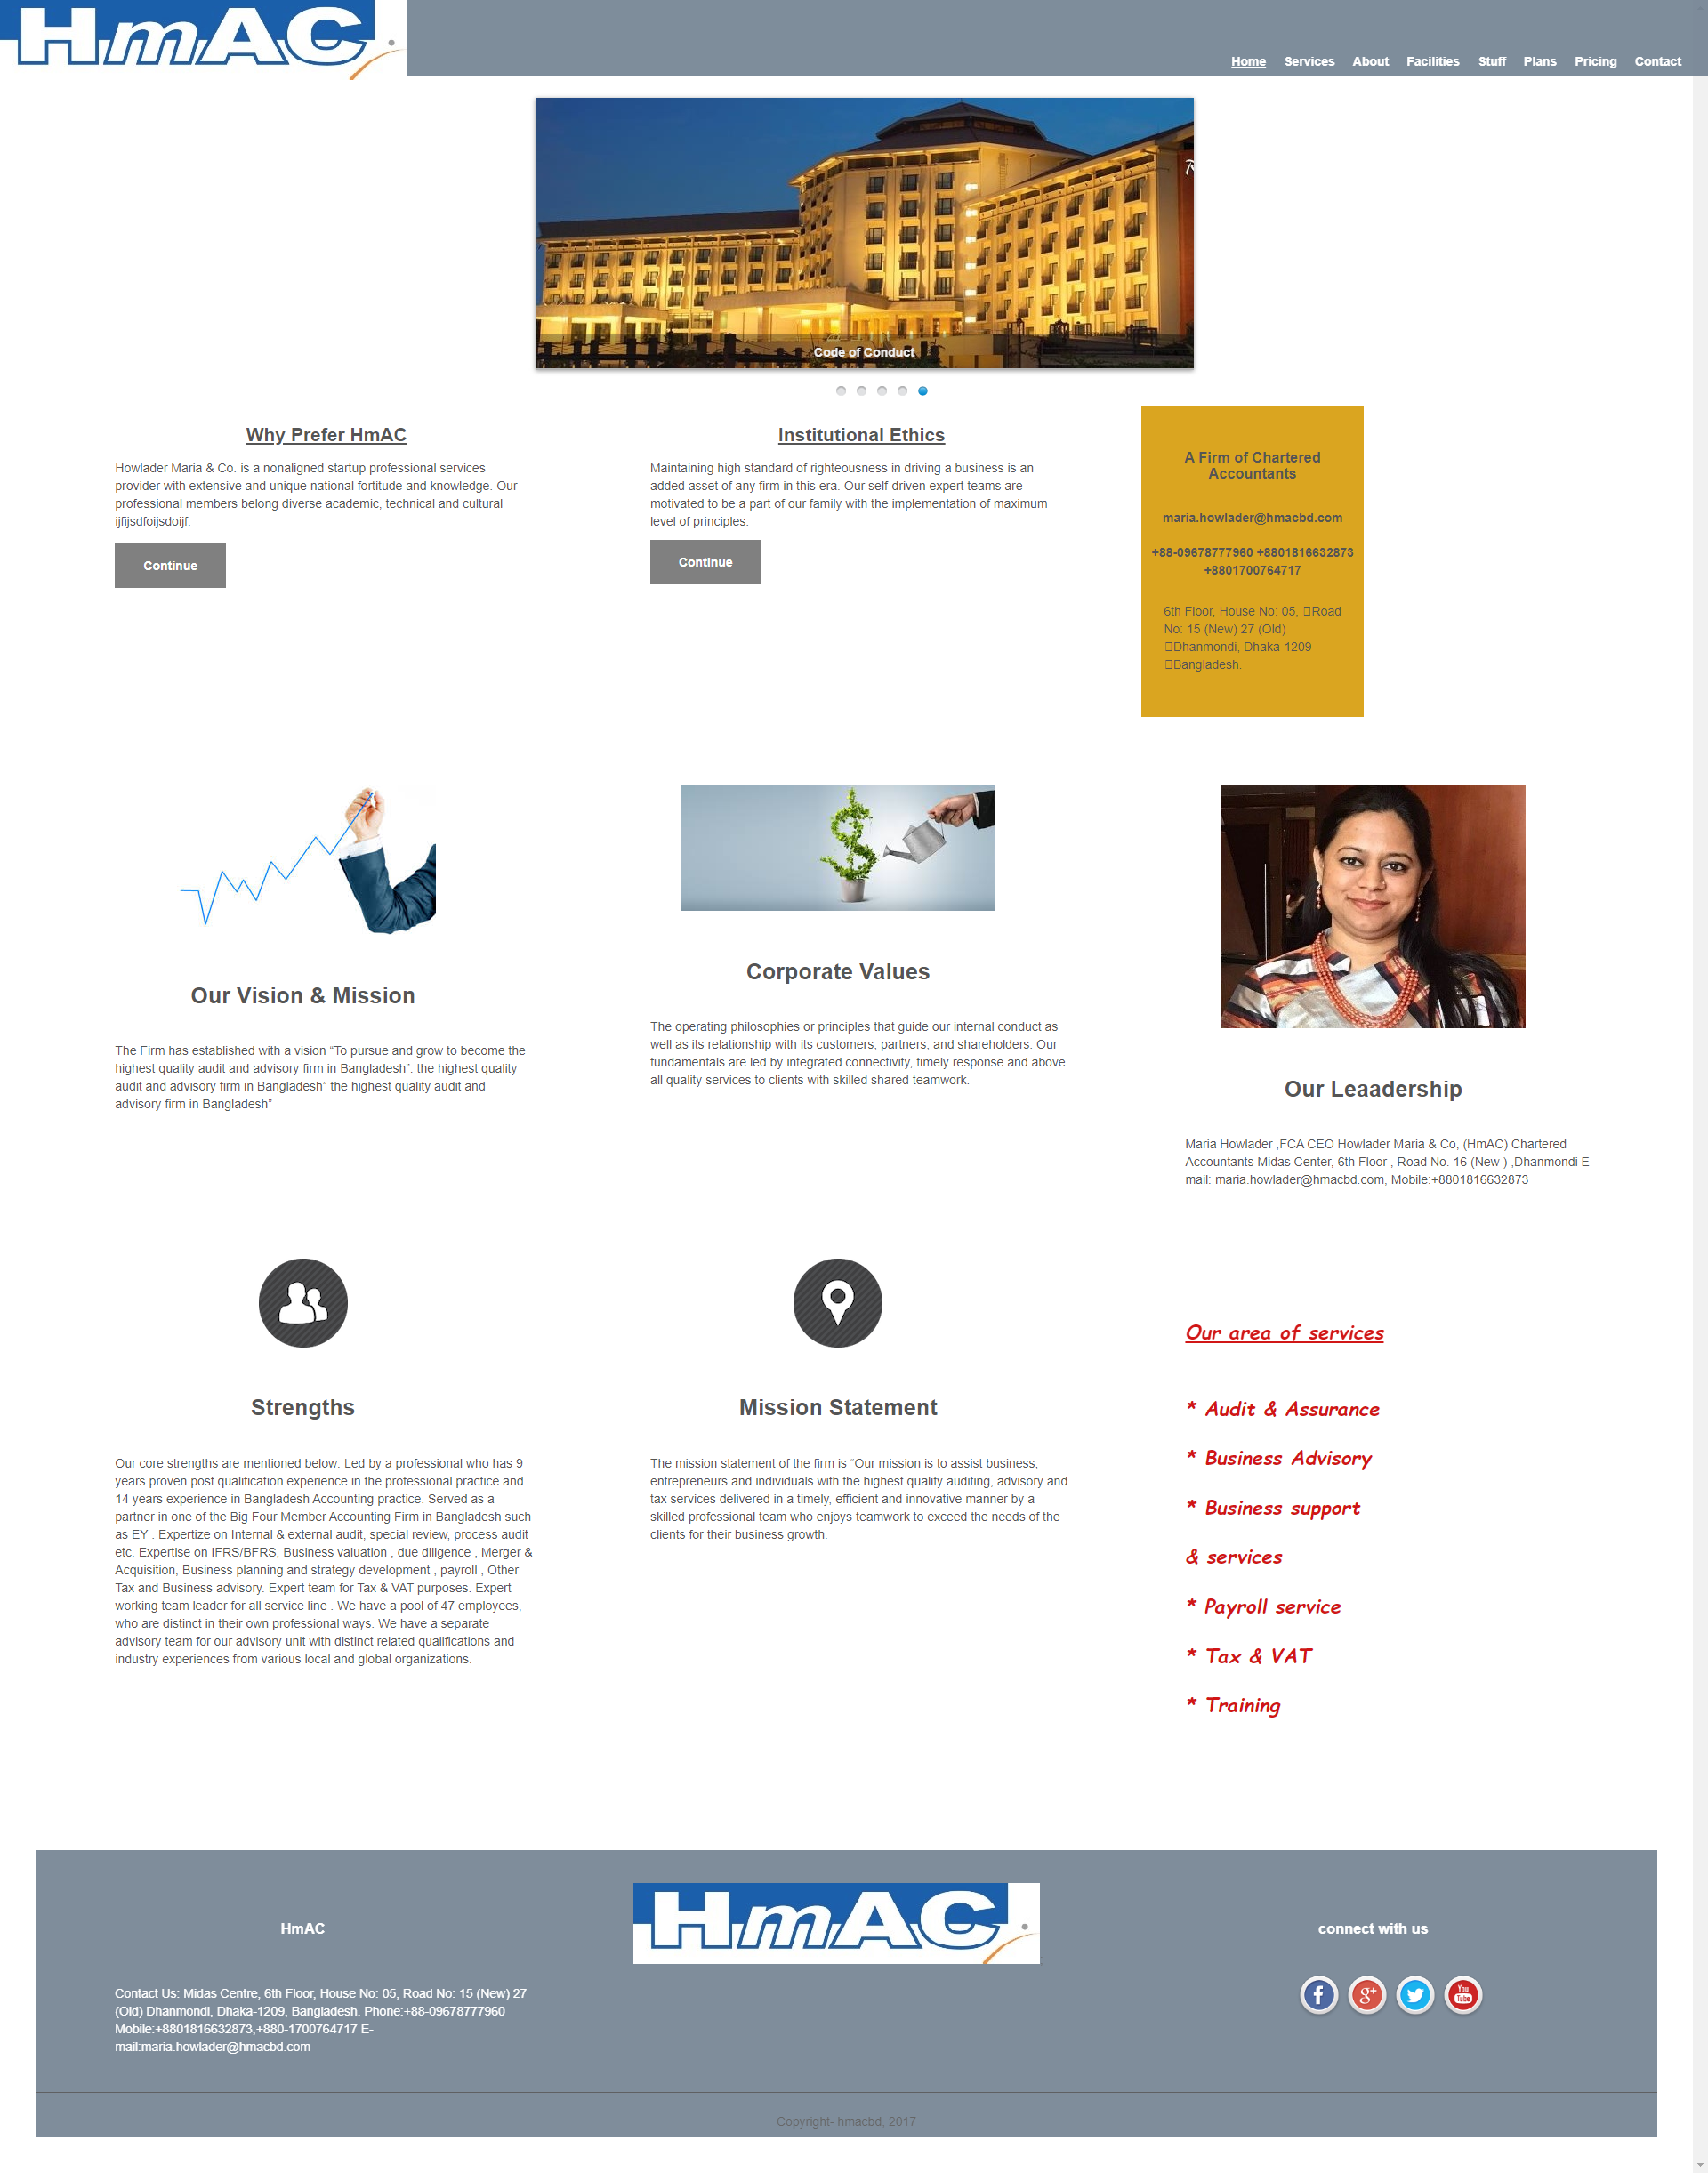 HmAC
Home Services About Facilities Stuff Plans Pricing Contact
Code of Conduct
Why Prefer HmAC
Howlader Maria & Co. is a nonaligned startup professional services
provider with extensive and unique national fortitude and knowledge. Our
professional members belong diverse academic, technical and cultural
ijfijsdfoijsdoijf.
Continue
Institutional Ethics
Maintaining high standard of righteousness in driving a business is an
added asset of any firm in this era. Our self-driven expert teams are
motivated to be a part of our family with the implementation of maximum
level of principles.
Continue
A Firm of Chartered
Accountants
maria.howlader@hmacbd.com
+88-09678777960 +8801816632873
+8801700764717
6th Floor, House No: 05, Road
No: 15 (New) 27 (Old)
Dhanmondi, Dhaka-1209
Bangladesh.
Our Vision & Mission
The Firm has established with a vision “To pursue and grow to become the
highest quality audit and advisory firm in Bangladesh”. the highest quality
audit and advisory firm in Bangladesh” the highest quality audit and
advisory firm in Bangladesh”
Corporate Values
The operating philosophies or principles that guide our internal conduct as
well as its relationship with its customers, partners, and shareholders. Our
fundamentals are led by integrated connectivity, timely response and above
all quality services to clients with skilled shared teamwork.
Our Leaadership
Maria Howlader ,FCA CEO Howlader Maria & Co, (HmAC) Chartered
Accountants Midas Center, 6th Floor , Road No. 16 (New ) ,Dhanmondi E-
mail: maria.howlader@hmacbd.com, Mobile:+8801816632873
Strengths
Our core strengths are mentioned below: Led by a professional who has 9
years proven post qualification experience in the professional practice and
14 years experience in Bangladesh Accounting practice. Served as a
partner in one of the Big Four Member Accounting Firm in Bangladesh such
as EY . Expertize on Internal & external audit, special review, process audit
etc. Expertise on IFRS/BFRS, Business valuation , due diligence , Merger &
Acquisition, Business planning and strategy development , payroll , Other
Tax and Business advisory. Expert team for Tax & VAT purposes. Expert
working team leader for all service line . We have a pool of 47 employees,
who are distinct in their own professional ways. We have a separate
advisory team for our advisory unit with distinct related qualifications and
industry experiences from various local and global organizations.
Mission Statement
The mission statement of the firm is “Our mission is to assist business,
entrepreneurs and individuals with the highest quality auditing, advisory and
tax services delivered in a timely, efficient and innovative manner by a
skilled professional team who enjoys teamwork to exceed the needs of the
clients for their business growth.
Our area of services
* Audit & Assurance
* Business Advisory
* Business support
& services
* Payroll service
* Tax & VAT
* Training
HmAC
Contact Us: Midas Centre, 6th Floor, House No: 05, Road No: 15 (New) 27
(Old) Dhanmondi, Dhaka-1209, Bangladesh. Phone:+88-09678777960
Mobile:+8801816632873,+880-1700764717 E-
mail:maria.howlader@hmacbd.com
HmAC
connect with us
f g+ You Tube
Copyright- hmacbd, 2017